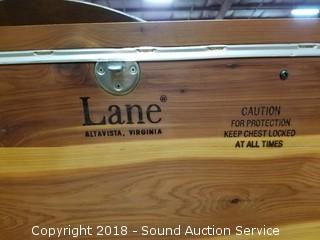 Lane®
ALTAVISTA, VIRGINIA
CAUTION
FOR PROTECTION
KEEP CHEST LOCKED
AT ALL TIMES
Copyright 2018 - Sound Auction Service